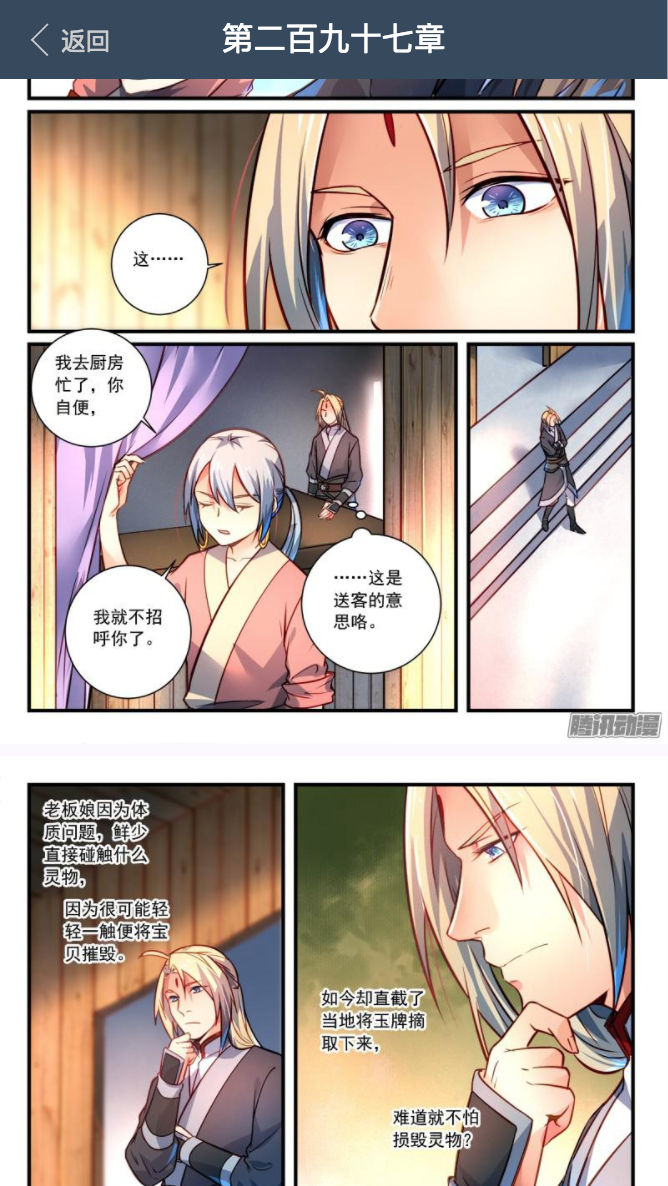 返回
第二百九十七章
这……
我去厨房
忙了，你
自便，
我就不招
呼你了。
……这是
送客的意
思咯。
腾讯动漫
老板娘因为体
质问题，鲜少
直接碰触什么
灵物，
因为很可能轻
轻一触便将宝
贝摧毁。
如今却直截了
当地将玉牌摘
取下来，
难道就不怕
损毁灵物？